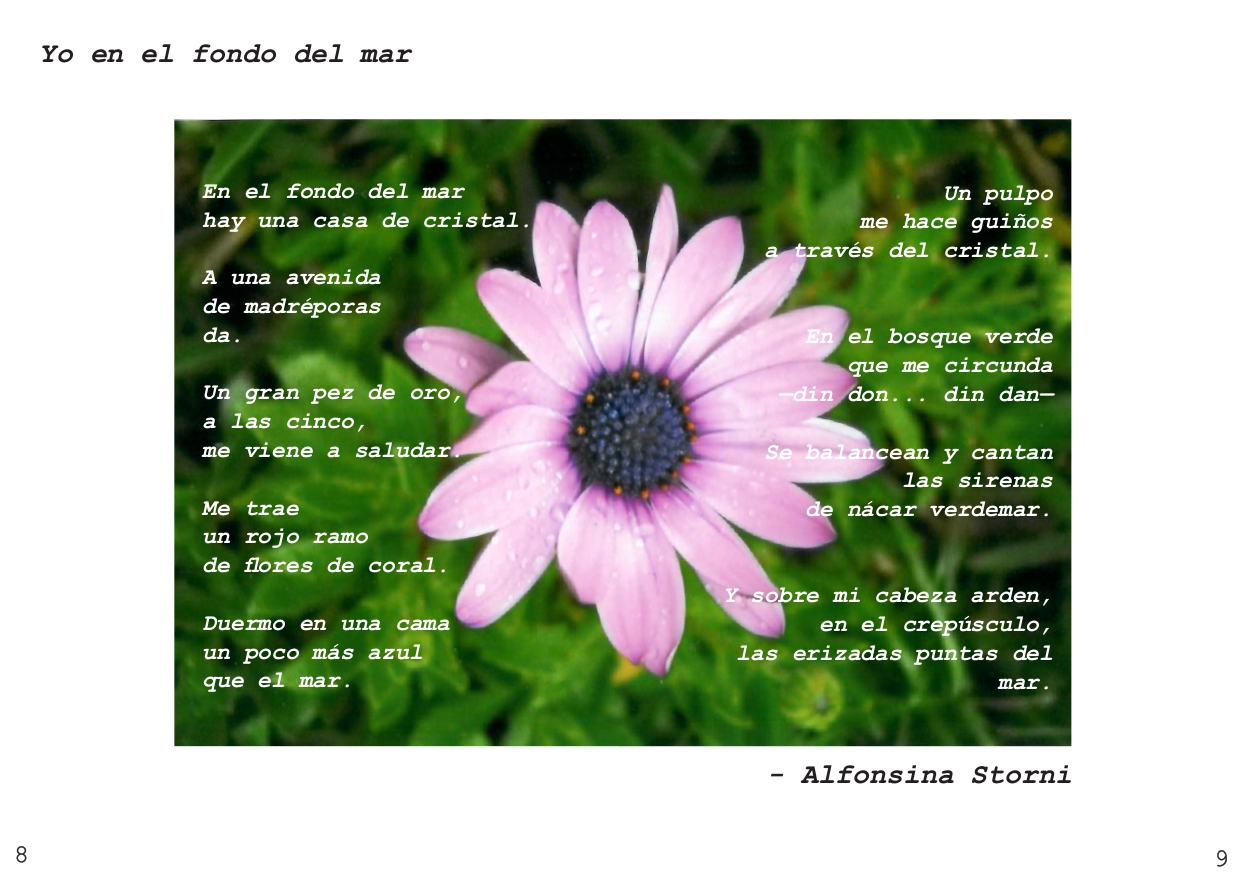 Yo en el fondo del mar
En el fondo del mar
hay una casa de cristal.
A una avenida
de madréporas
da.
Un gran pez de oro,
a las cinco,
me viene a saludar.
Me trae
un rojo ramo
de flores de coral.
Duermo en una cama
un poco más azul
que el mar.
Un pulpo
me hace guiños
a través del cristal.
En el bosque verde
que me circunda
—din don... din dan—
Se balancean y cantan
las sirenas
de nácar verdemar.
Y sobre mi cabeza arden,
en el crepúsculo,
las erizadas puntas del
mar.
- Alfonsina Storni
8
9